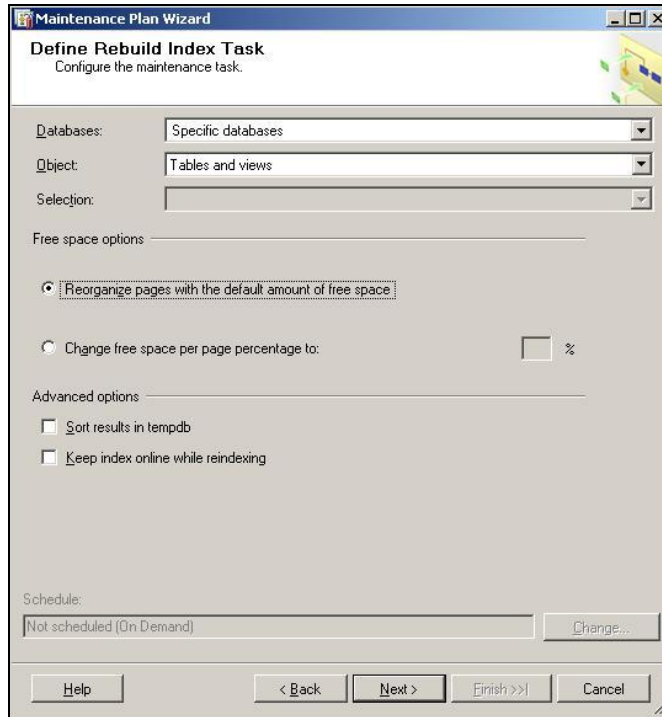 Maintenance Plan Wizard
Define Rebuild Index Task
Configure the maintenance task.
Databases: Specific databases
Object: Tables and views
Selection:
Free space options
Reorganize pages with the default amount of free space
Change free space per page percentage to: %
Advanced options
Sort results in tempdb
Keep index online while reindexing
Schedule:
Not scheduled (On Demand) Change...
Help < Back Next > Finish >>| Cancel